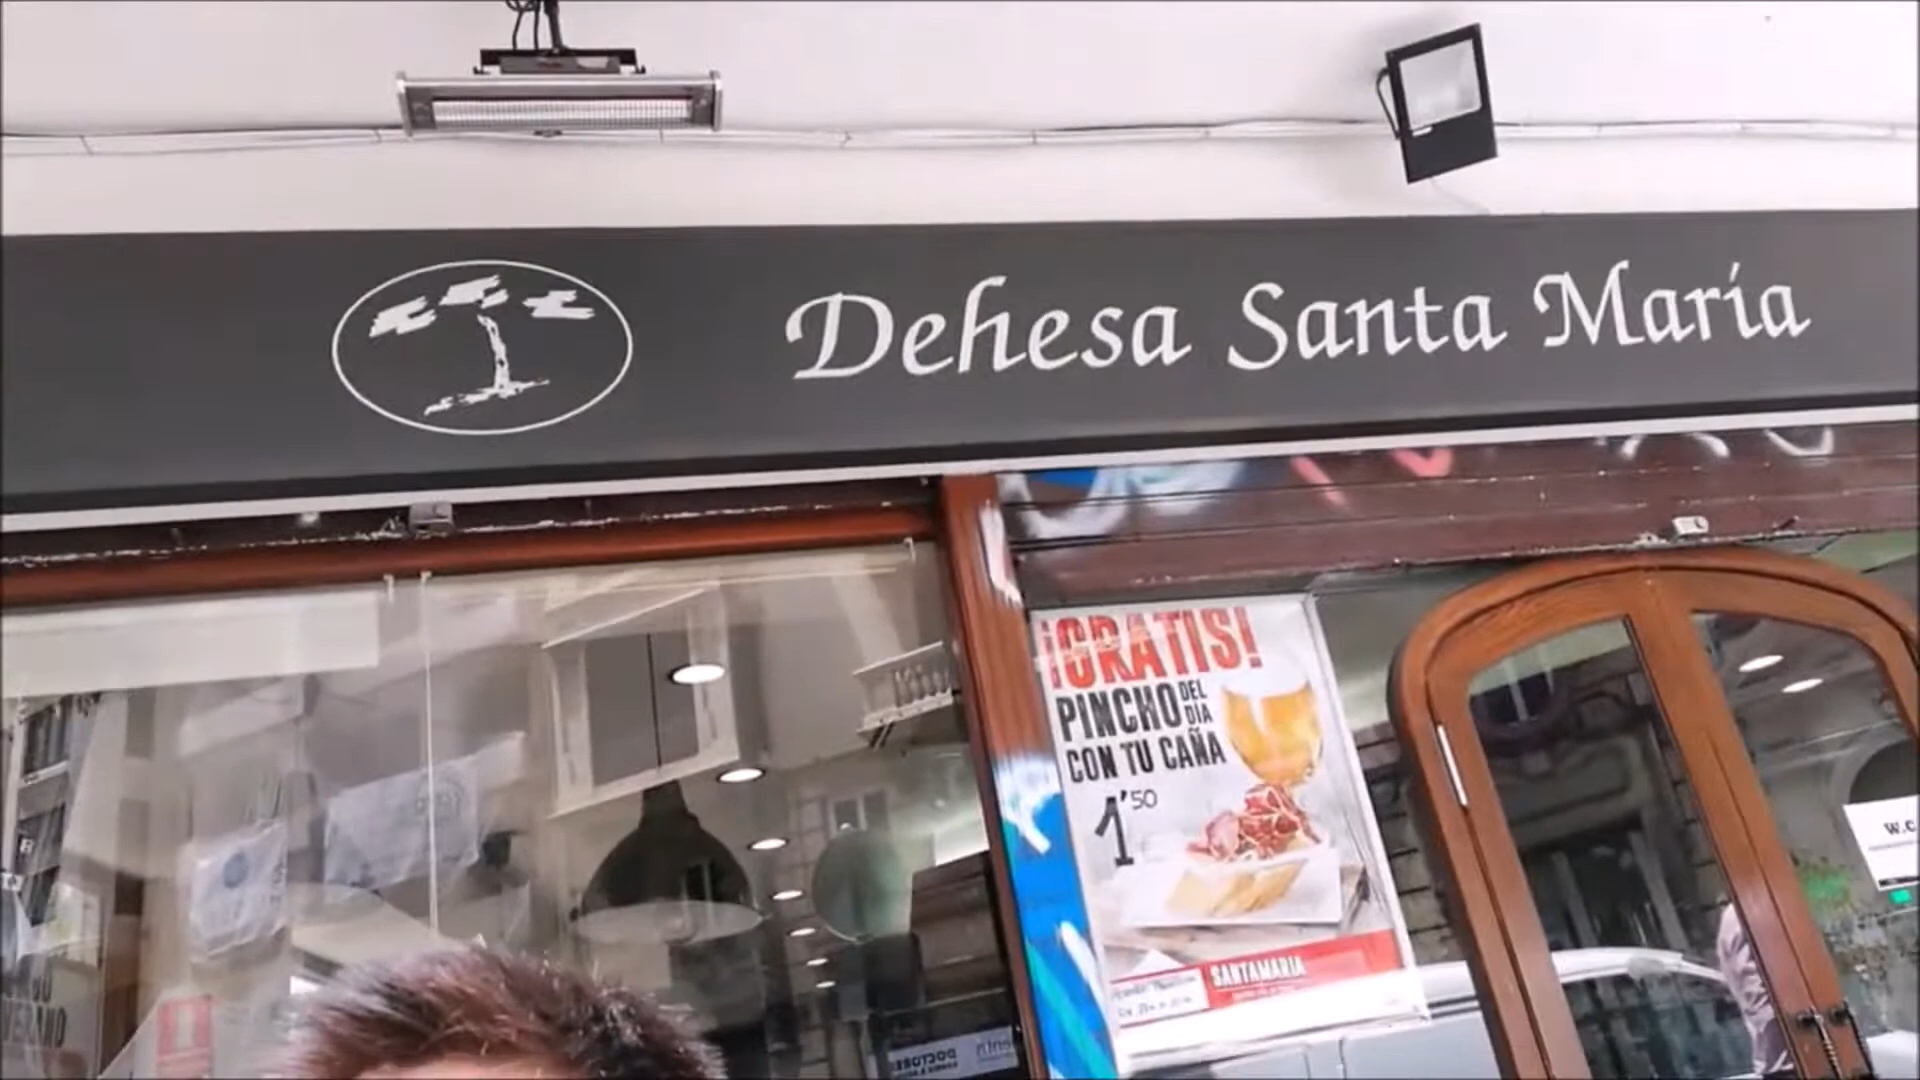 Dehesa Santa María
¡GRATIS!
PINCHO DEL DÍA
CON TU CAÑA
1'50
SANTAMARIA
W.C